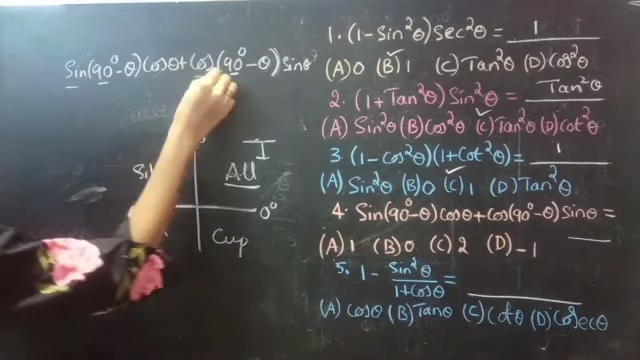 Sin(90°-θ)Cosθ+Cos(90°-θ)Sinθ
I
All
0°
Cup
1. (1-Sin²θ)Sec²θ = 1
(A) 0 (B) 1 (C) Tan²θ (D) Cos²θ
2. (1+Tan²θ)Sin²θ = Tan²θ
(A) Sin²θ (B) Cos²θ (C) Tan²θ (D) Cot²θ
3. (1-Cos²θ)(1+Cot²θ) = 1
(A) Sin²θ (B) 0 (C) 1 (D) Tan²θ
4. Sin(90°-θ)Cosθ+Cos(90°-θ)Sinθ =
(A) 1 (B) 0 (C) 2 (D) -1
5. 1 - Sin²θ/1+Cosθ =
(A) Cosθ (B) Tanθ (C) Cotθ (D) Cosecθ